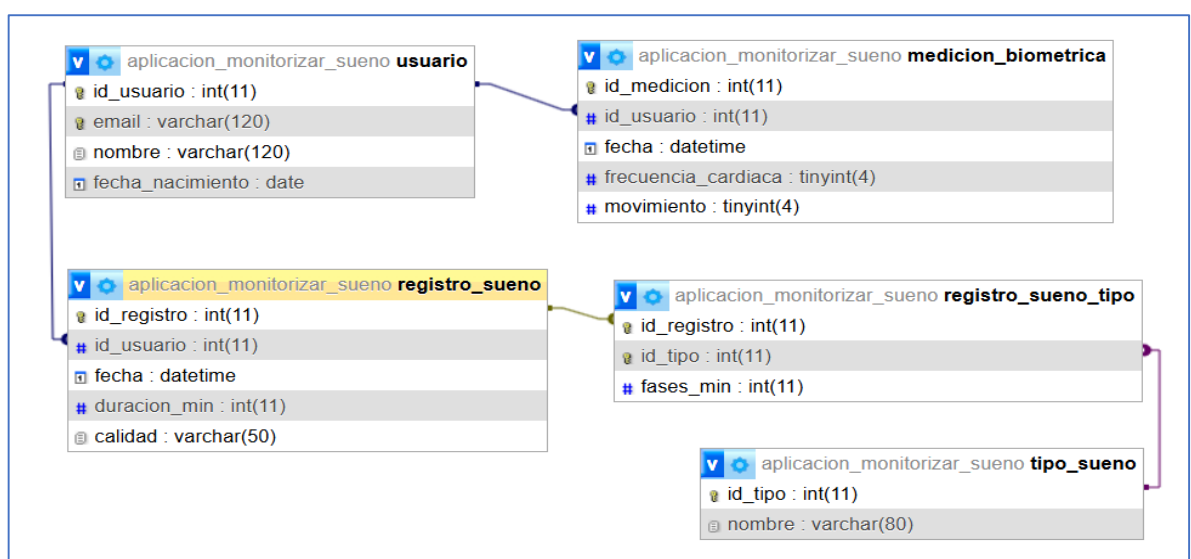 aplicacion_monitorizar_sueno usuario
id_usuario : int(11)
email : varchar(120)
nombre : varchar(120)
fecha_nacimiento : date
aplicacion_monitorizar_sueno medicion_biometrica
id_medicion : int(11)
id_usuario : int(11)
fecha : datetime
frecuencia_cardiaca : tinyint(4)
movimiento : tinyint(4)
aplicacion_monitorizar_sueno registro_sueno
id_registro : int(11)
id_usuario : int(11)
fecha : datetime
duracion_min : int(11)
calidad : varchar(50)
aplicacion_monitorizar_sueno registro_sueno_tipo
id_registro : int(11)
id_tipo : int(11)
fases_min : int(11)
aplicacion_monitorizar_sueno tipo_sueno
id_tipo : int(11)
nombre : varchar(80)